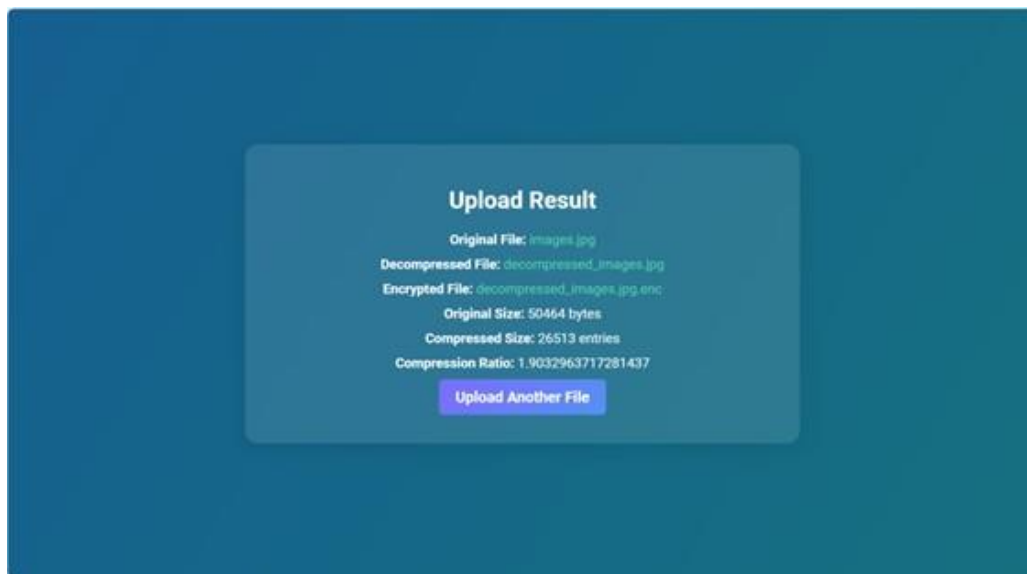 Upload Result
Original File: images.jpg
Decompressed File: decompressed_images.jpg
Encrypted File: decompressed_images.jpg.enc
Original Size: 50464 bytes
Compressed Size: 26513 entries
Compression Ratio: 1.9032963717281437
Upload Another File